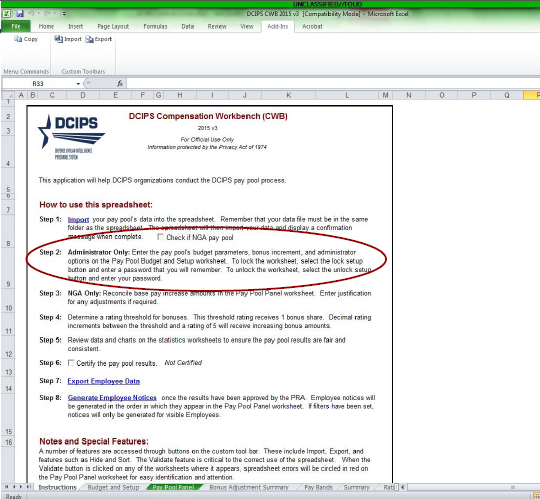 UNCLASSIFIED//FOUO
DCIPS CWB 2015 v3 [Compatibility Mode] - Microsoft Excel
File Home Insert Page Layout Formulas Data Review View Add-Ins Acrobat
Copy Import Export
Menu Commands Custom Toolbars
R33 fx
A B C D E F G H I J K L M N O P Q R
DCIPS
DEFENSE CIVILIAN INTELLIGENCE
PERSONNEL SYSTEM
DCIPS Compensation Workbench (CWB)
2015 v3
For Official Use Only
Information protected by the Privacy Act of 1974
This application will help DCIPS organizations conduct the DCIPS pay pool process.
How to use this spreadsheet:
Step 1: Import your pay pool's data into the spreadsheet. Remember that your data file must be in the same
folder as the spreadsheet. The spreadsheet will then import your data and display a confirmation
message when complete. Check if NGA pay pool
Step 2: Administrator Only: Enter the pay pool's budget parameters, bonus increment, and administrator
options on the Pay Pool Budget and Setup worksheet. To lock the worksheet, select the lock setup
button and enter a password that you will remember. To unlock the worksheet, select the unlock setup
button and enter your password.
Step 3: NGA Only: Reconcile base pay increase amounts in the Pay Pool Panel worksheet. Enter justification
for any adjustments if required.
Step 4: Determine a rating threshold for bonuses. This threshold rating receives 1 bonus share. Decimal rating
increments between the threshold and a rating of 5 will receive increasing bonus amounts.
Step 5: Review data and charts on the statistics worksheets to ensure the pay pool results are fair and
consistent.
Step 6: Certify the pay pool results. Not Certified
Step 7: Export Employee Data
Step 8: Generate Employee Notices once the results have been approved by the PRA. Employee notices will
be generated in the order in which they appear in the Pay Pool Panel worksheet. If filters have been set,
notices will only be generated for visible Employees.
Notes and Special Features:
A number of features are accessed through buttons on the custom tool bar. These include Import, Export, and
features such as Hide and Sort. The Validate feature is critical to the correct use of the spreadsheet. When the
Validate button is clicked on any of the worksheets where it appears, spreadsheet errors will be circled in red on
the Pay Pool Panel worksheet for easy identification and attention.
1
2
3
4
5
6
7
8
9
10
11
12
13
14
15
16
Instructions Budget and Setup Pay Pool Panel Bonus Adjustment Summary Pay Bands Summary Rati
Ready